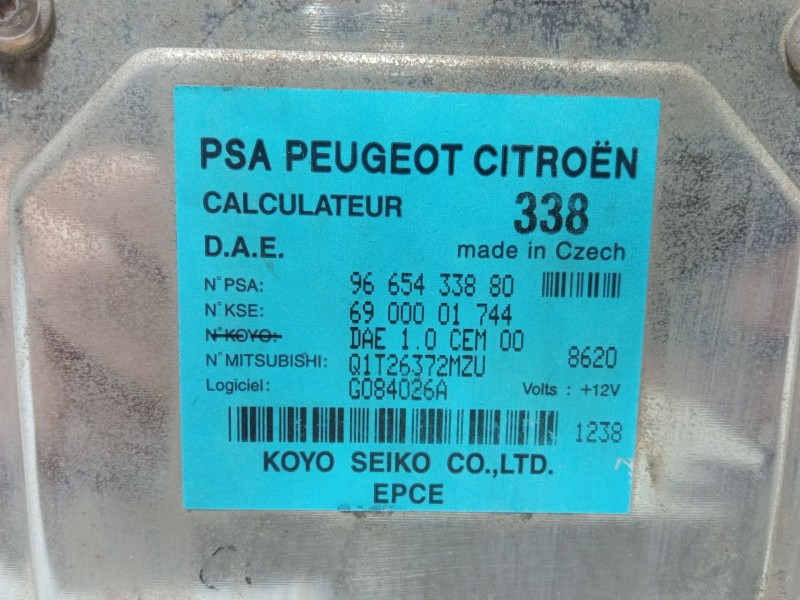 PSA PEUGEOT CITROËN
CALCULATEUR 338
D.A.E. made in Czech
N°PSA: 96 654 338 80
N°KSE: 69 000 01 744
N°KOYO: DAE 1.0 CEM 00
N°MITSUBISHI: Q1T26372MZU 8620
Logiciel: G084026A Volts : +12V
1238
KOYO SEIKO CO.,LTD.
EPCE